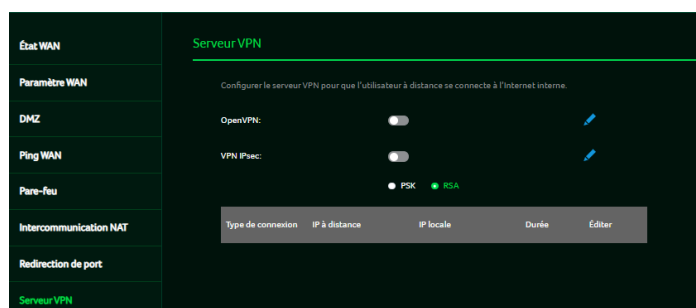 État WAN
Paramètre WAN
DMZ
Ping WAN
Pare-feu
Intercommunication NAT
Redirection de port
Serveur VPN
Serveur VPN
Configurer le serveur VPN pour que l'utilisateur à distance se connecte à l'Internet interne.
OpenVPN:
VPN IPsec:
PSK RSA
Type de connexion IP à distance IP locale Durée Éditer